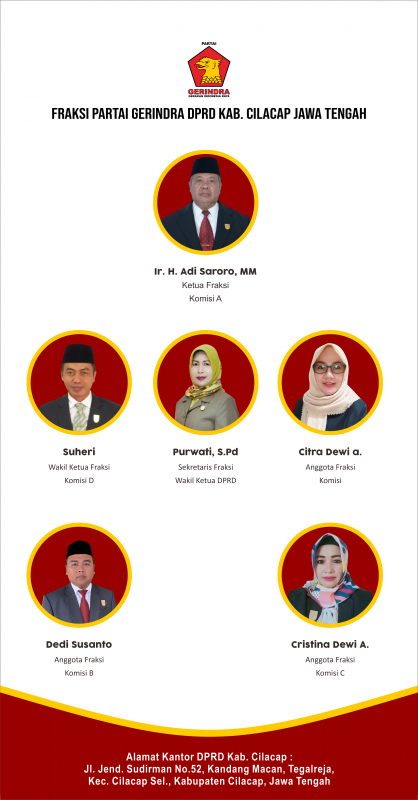 PARTAI
GERINDRA
GERAKAN INDONESIA RAYA
FRAKSI PARTAI GERINDRA DPRD KAB. CILACAP JAWA TENGAH
Ir. H. Adi Saroro, MM
Ketua Fraksi
Komisi A
Suheri
Wakil Ketua Fraksi
Komisi D
Purwati, S.Pd
Sekretaris Fraksi
Wakil Ketua DPRD
Citra Dewi a.
Anggota Fraksi
Komisi
Dedi Susanto
Anggota Fraksi
Komisi B
Cristina Dewi A.
Anggota Fraksi
Komisi C
Alamat Kantor DPRD Kab. Cilacap :
Jl. Jend. Sudirman No.52, Kandang Macan, Tegalreja,
Kec. Cilacap Sel., Kabupaten Cilacap, Jawa Tengah